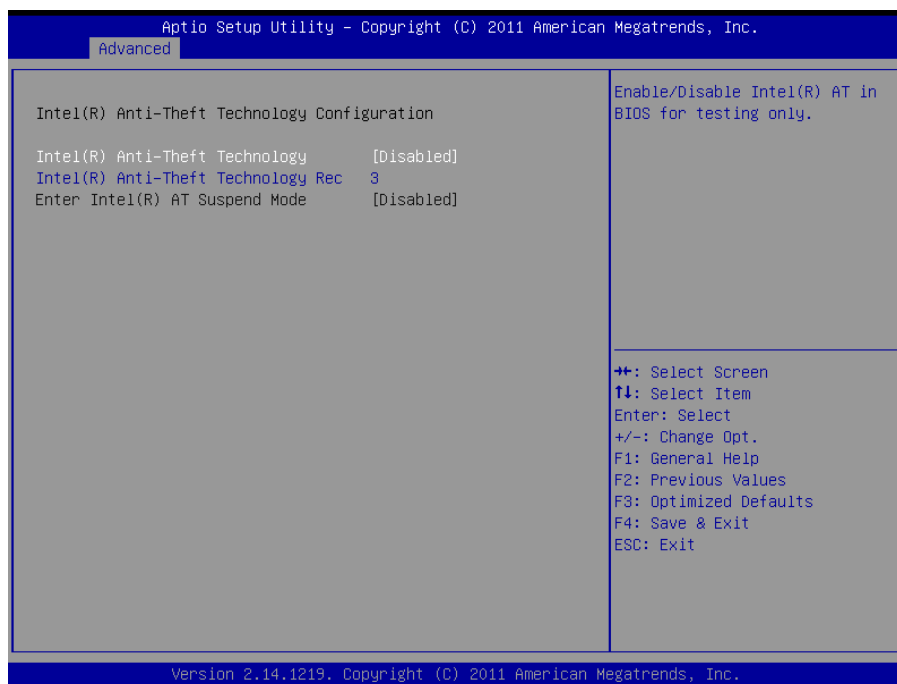 Aptio Setup Utility – Copyright (C) 2011 American Megatrends, Inc.
Advanced
Intel(R) Anti-Theft Technology Configuration
Intel(R) Anti-Theft Technology [Disabled]
Intel(R) Anti-Theft Technology Rec 3
Enter Intel(R) AT Suspend Mode [Disabled]
Enable/Disable Intel(R) AT in
BIOS for testing only.
→←: Select Screen
↑↓: Select Item
Enter: Select
+/-: Change Opt.
F1: General Help
F2: Previous Values
F3: Optimized Defaults
F4: Save & Exit
ESC: Exit
Version 2.14.1219. Copyright (C) 2011 American Megatrends, Inc.